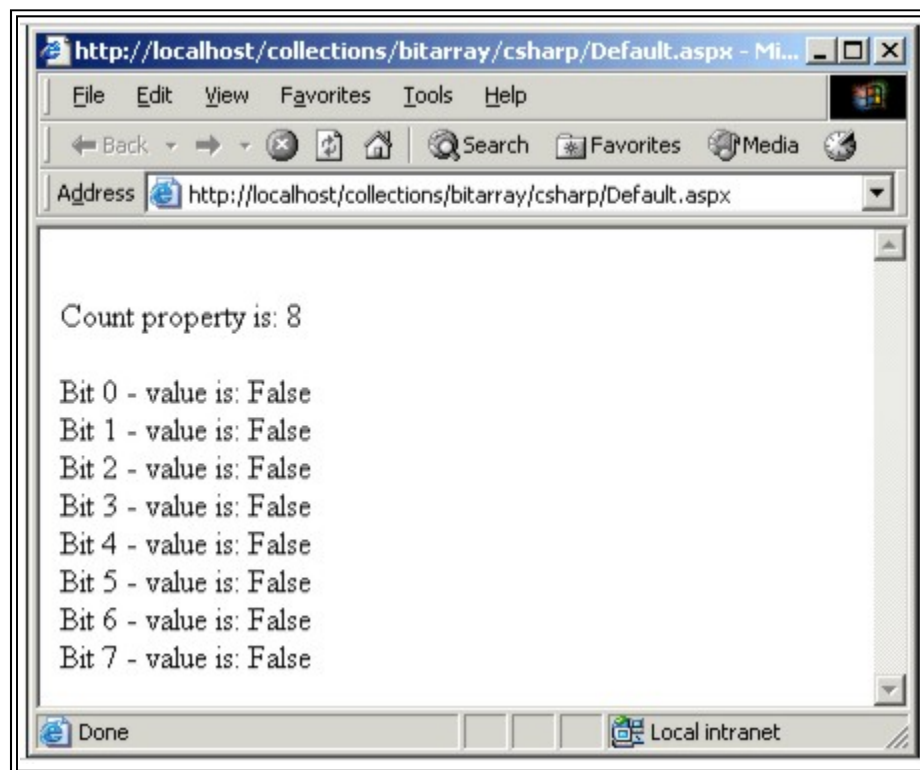 http://localhost/collections/bitarray/csharp/Default.aspx - Mi...
File Edit View Favorites Tools Help
Back Search Favorites Media
Address http://localhost/collections/bitarray/csharp/Default.aspx
Count property is: 8
Bit 0 - value is: False
Bit 1 - value is: False
Bit 2 - value is: False
Bit 3 - value is: False
Bit 4 - value is: False
Bit 5 - value is: False
Bit 6 - value is: False
Bit 7 - value is: False
Done Local intranet